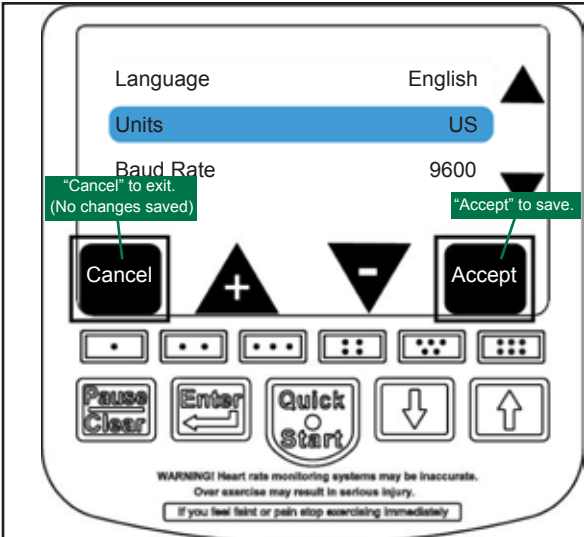 Language English
Units US
Baud Rate 9600
“Cancel” to exit.
(No changes saved)
“Accept” to save.
Cancel + - Accept
Pause
Clear
Enter
Quick
Start
WARNING! Heart rate monitoring systems may be inaccurate.
Over exercise may result in serious injury.
If you feel faint or pain stop exercising immediately